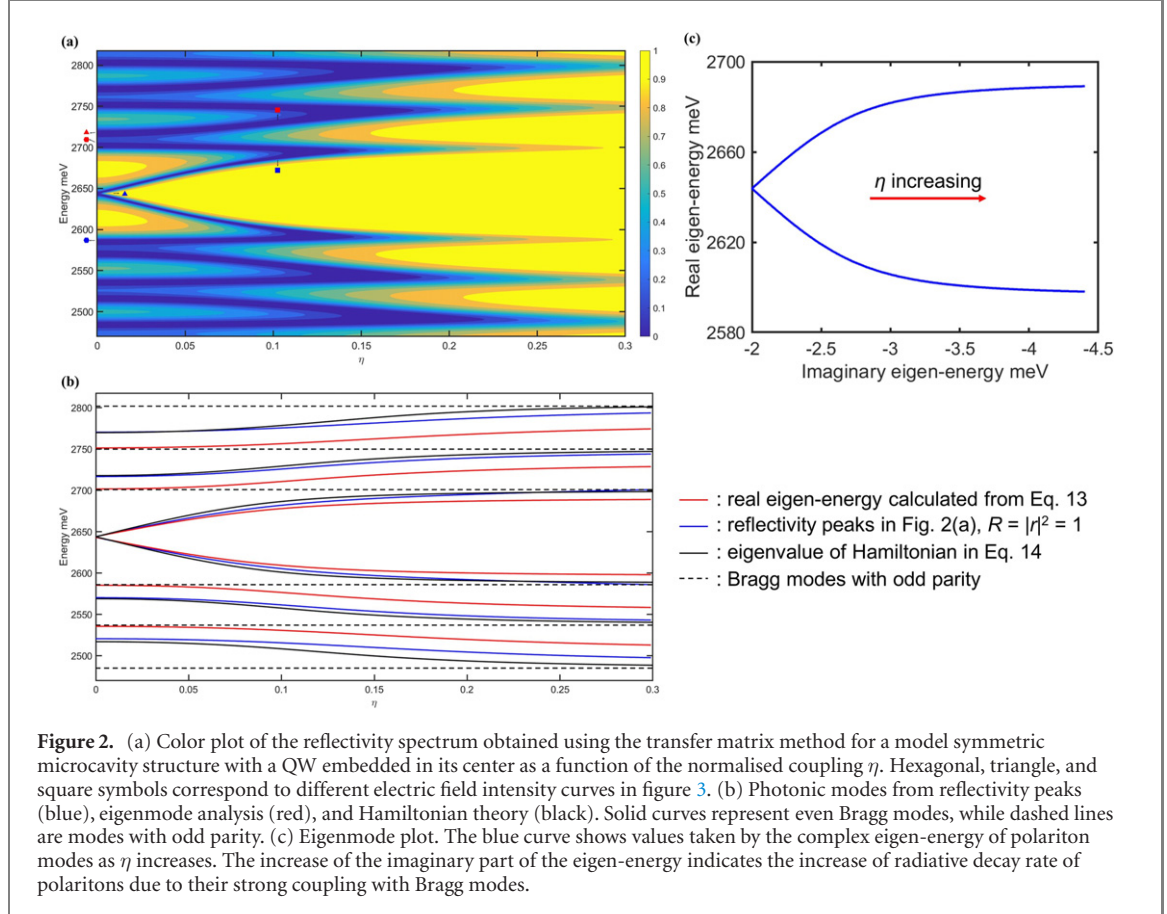 (a)
2800
2750
2700
2650
2600
2550
2500
Energy meV
0
0.05
0.1
0.15
0.2
0.25
0.3
η
1
0.9
0.8
0.7
0.6
0.5
0.4
0.3
0.2
0.1
0
(c)
2700
2660
2620
2580
Real eigen-energy meV
η increasing
-2
-2.5
-3
-3.5
-4
-4.5
Imaginary eigen-energy meV
(b)
2800
2750
2700
2650
2600
2550
2500
Energy meV
0
0.05
0.1
0.15
0.2
0.25
0.3
η
: real eigen-energy calculated from Eq. 13
: reflectivity peaks in Fig. 2(a), R = |r|² = 1
: eigenvalue of Hamiltonian in Eq. 14
: Bragg modes with odd parity
Figure 2. (a) Color plot of the reflectivity spectrum obtained using the transfer matrix method for a model symmetric
microcavity structure with a QW embedded in its center as a function of the normalised coupling η. Hexagonal, triangle, and
square symbols correspond to different electric field intensity curves in figure 3. (b) Photonic modes from reflectivity peaks
(blue), eigenmode analysis (red), and Hamiltonian theory (black). Solid curves represent even Bragg modes, while dashed lines
are modes with odd parity. (c) Eigenmode plot. The blue curve shows values taken by the complex eigen-energy of polariton
modes as η increases. The increase of the imaginary part of the eigen-energy indicates the increase of radiative decay rate of
polaritons due to their strong coupling with Bragg modes.